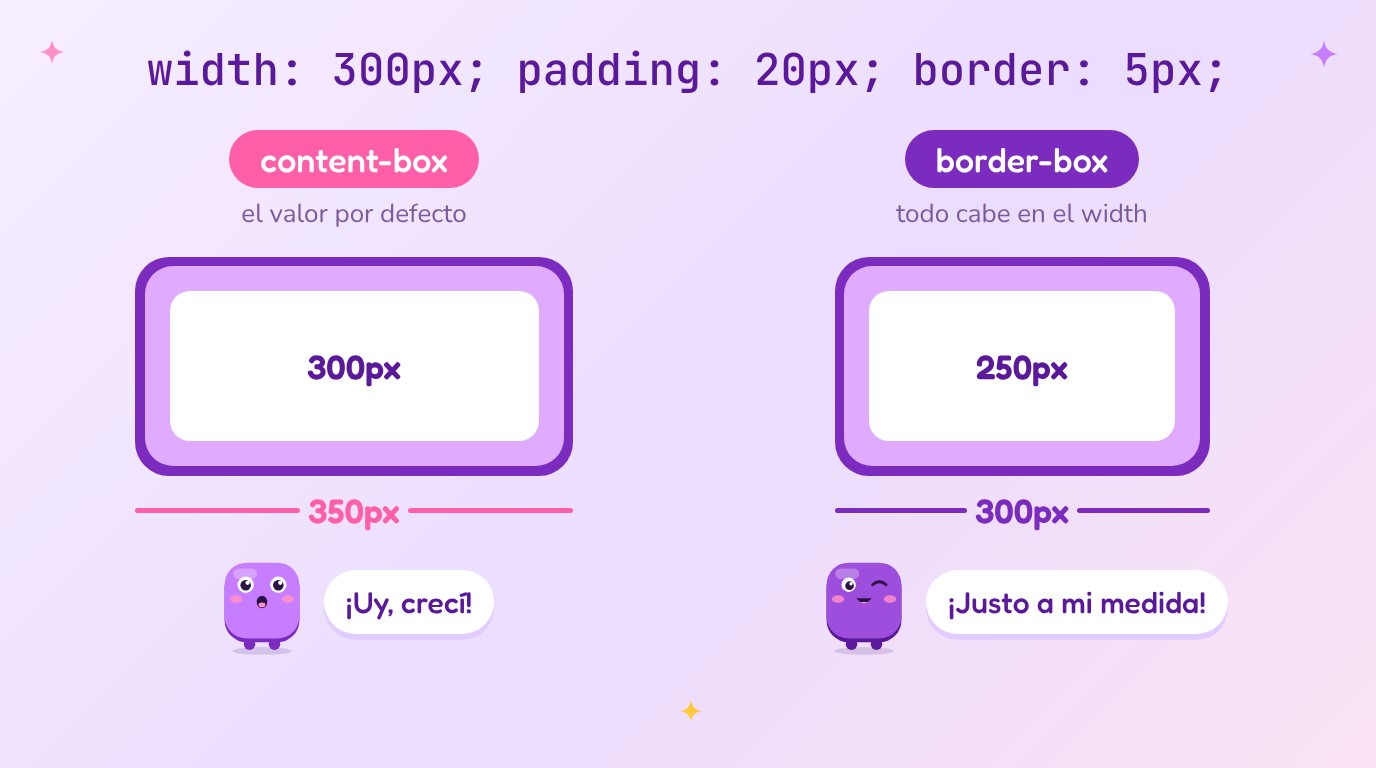 width: 300px; padding: 20px; border: 5px;
content-box
el valor por defecto
300px
350px
¡Uy, crecí!
border-box
todo cabe en el width
250px
300px
¡Justo a mi medida!